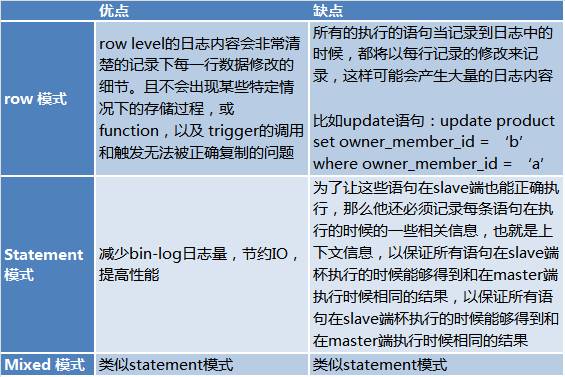 优点 缺点
row 模式
row level的日志内容会非常清
楚的记录下每一行数据修改的
细节。且不会出现某些特定情
况下的存储过程，或
function，以及 trigger的调用
和触发无法被正确复制的问题
所有的执行的语句当记录到日志中的
时候，都将以每行记录的修改来记
录，这样可能会产生大量的日志内容
比如update语句：update product
set owner_member_id = ‘b’
where owner_member_id = ‘a’
Statement
模式
减少bin-log日志量，节约IO，
提高性能
为了让这些语句在slave端也能正确执
行，那么他还必须记录每条语句在执
行的时候的一些相关信息，也就是上
下文信息，以保证所有语句在slave端
杯执行的时候能够得到和在master端
执行时候相同的结果，以保证所有语
句在slave端杯执行的时候能够得到和
在master端执行时候相同的结果
Mixed 模式 类似statement模式 类似statement模式